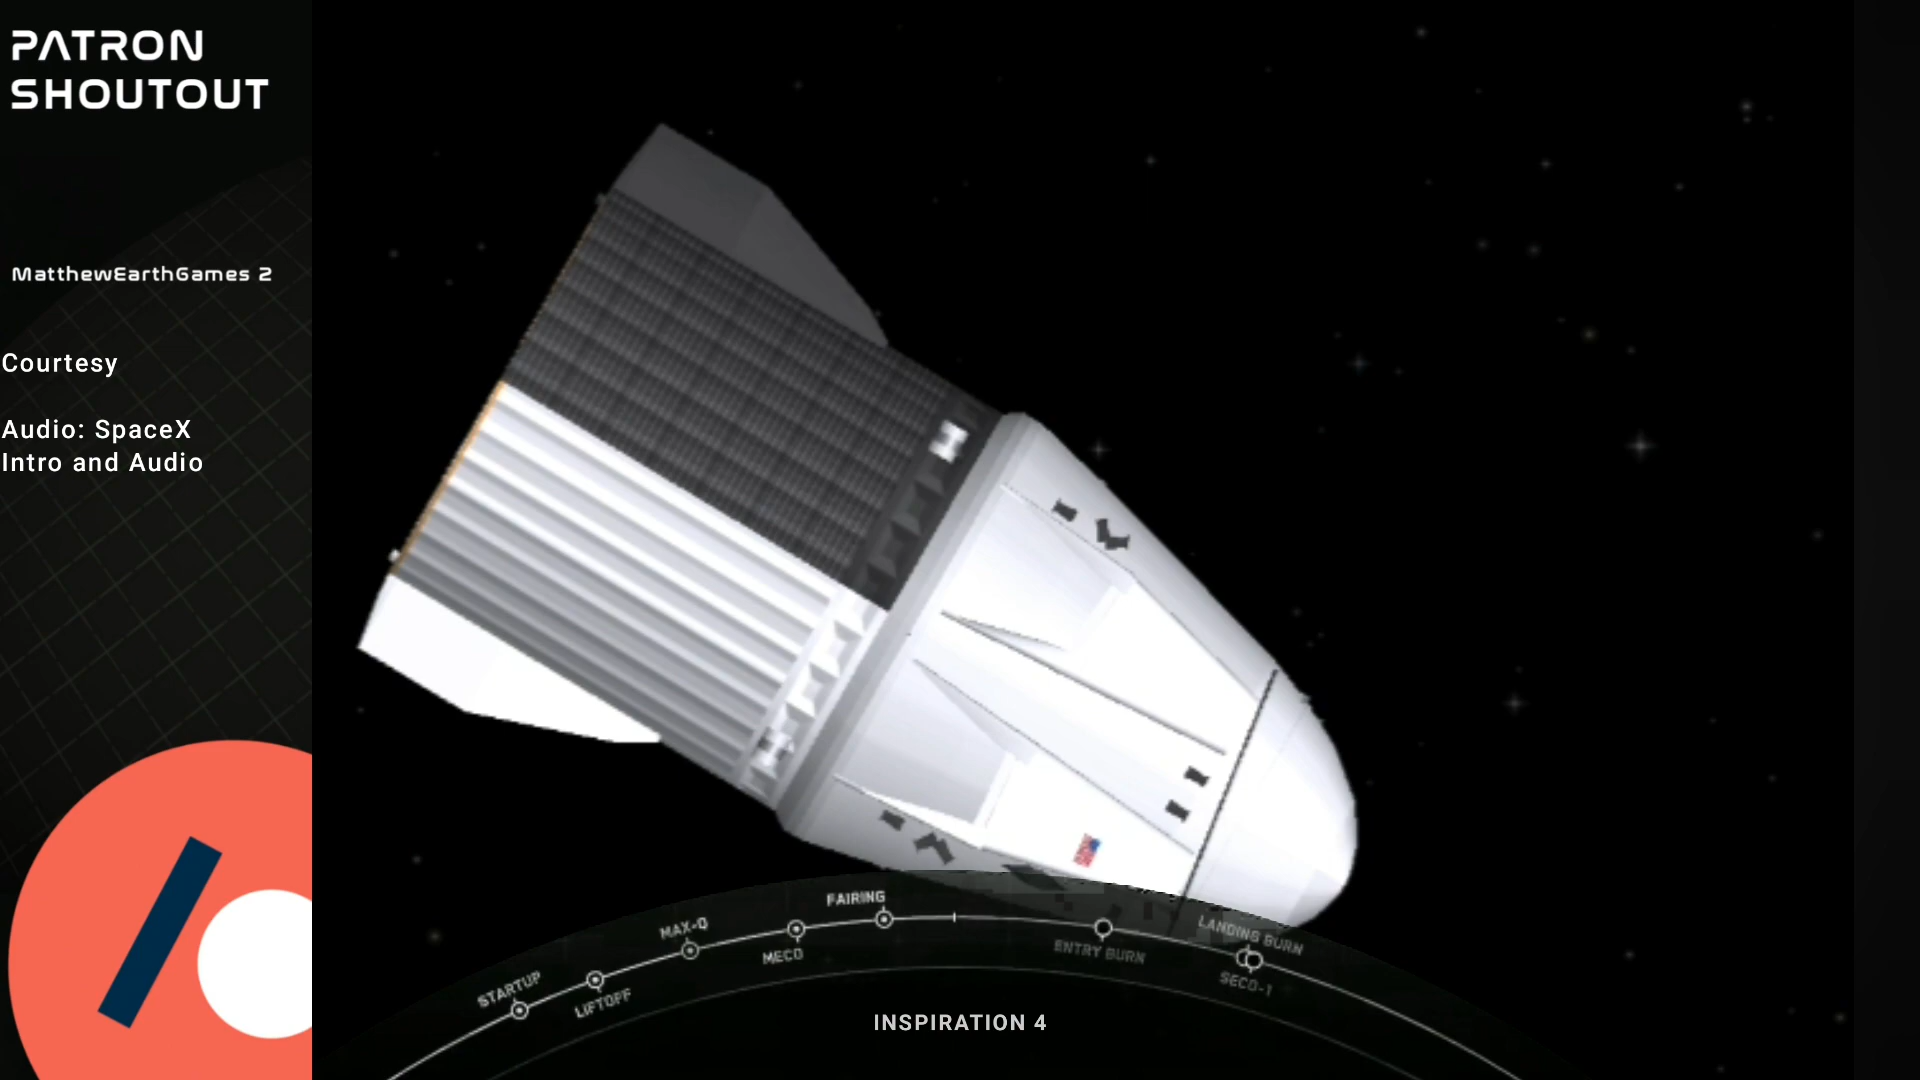 PATRON
SHOUTOUT
MatthewEarthGames 2
Courtesy
Audio: SpaceX
Intro and Audio
STARTUP
LIFTOFF
MAX-Q
MECO
FAIRING
ENTRY BURN
LANDING BURN
SECO-1
INSPIRATION 4